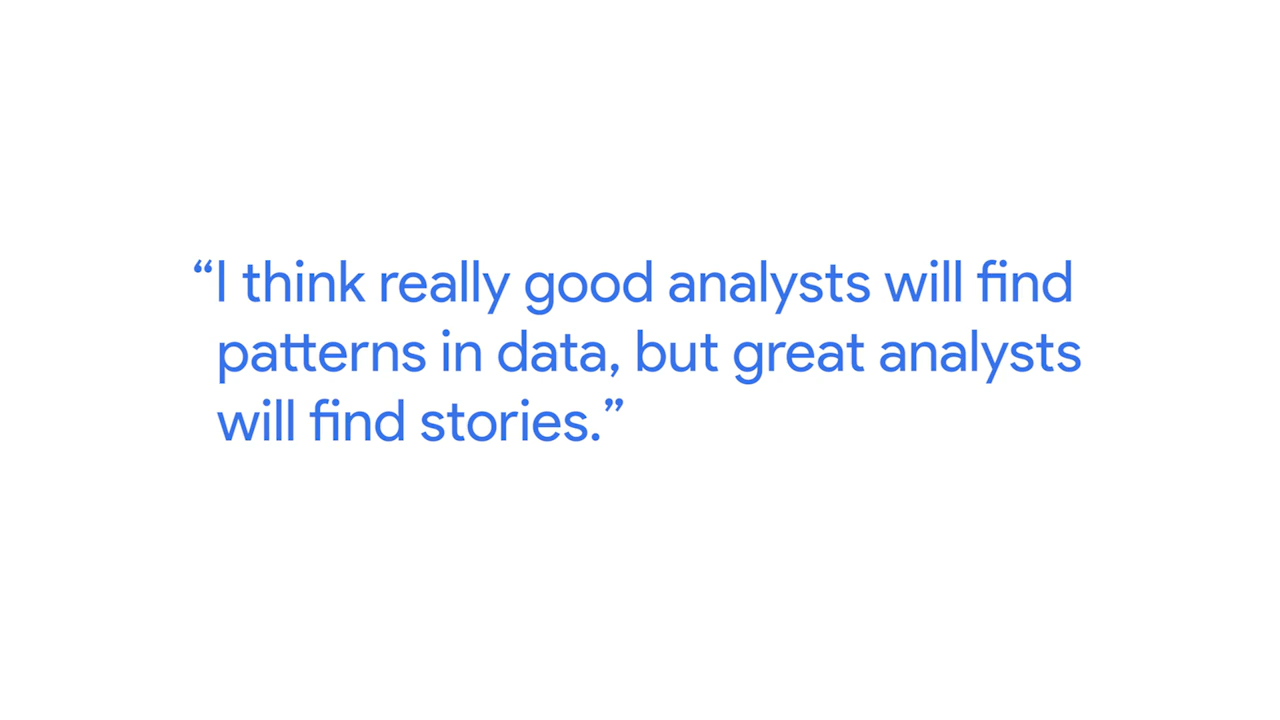 “I think really good analysts will find
patterns in data, but great analysts
will find stories.”